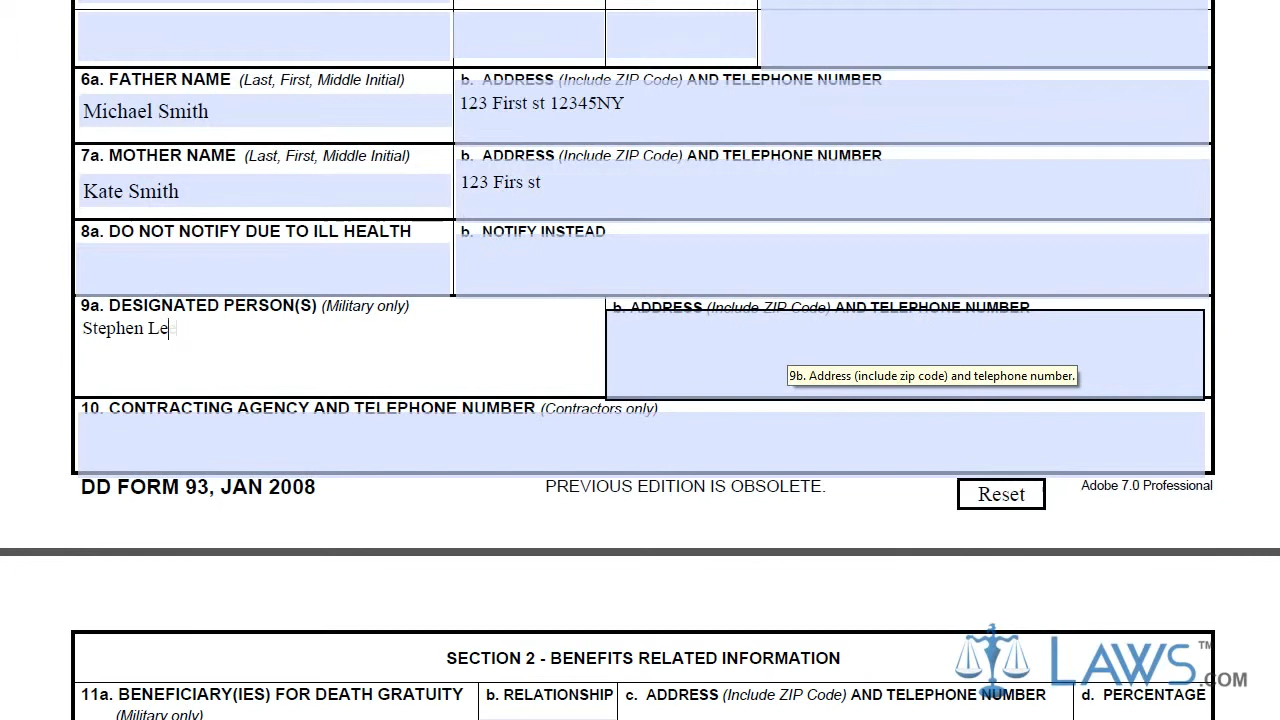 6a. FATHER NAME (Last, First, Middle Initial)
b. ADDRESS (Include ZIP Code) AND TELEPHONE NUMBER
Michael Smith
123 First st 12345NY
7a. MOTHER NAME (Last, First, Middle Initial)
b. ADDRESS (Include ZIP Code) AND TELEPHONE NUMBER
Kate Smith
123 Firs st
8a. DO NOT NOTIFY DUE TO ILL HEALTH
b. NOTIFY INSTEAD
9a. DESIGNATED PERSON(S) (Military only)
b. ADDRESS (Include ZIP Code) AND TELEPHONE NUMBER
Stephen Le
9b. Address (include zip code) and telephone number.
10. CONTRACTING AGENCY AND TELEPHONE NUMBER (Contractors only)
DD FORM 93, JAN 2008
PREVIOUS EDITION IS OBSOLETE.
Reset
Adobe 7.0 Professional
SECTION 2 - BENEFITS RELATED INFORMATION
LAWS™.COM
11a. BENEFICIARY(IES) FOR DEATH GRATUITY
(Military only)
b. RELATIONSHIP
c. ADDRESS (Include ZIP Code) AND TELEPHONE NUMBER
d. PERCENTAGE